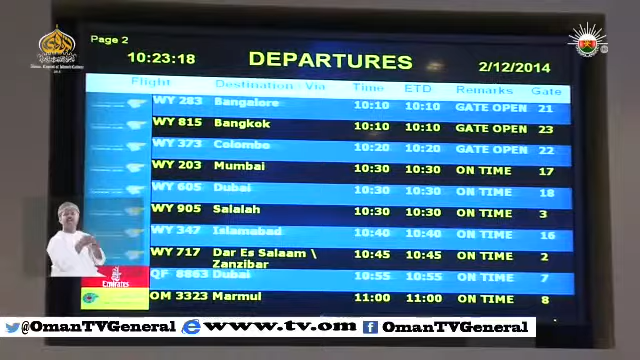 Page 2
10:23:18 DEPARTURES 2/12/2014
Flight Destination / Via Time ETD Remarks Gate
WY 283 Bangalore 10:10 10:10 GATE OPEN 21
WY 815 Bangkok 10:10 10:10 GATE OPEN 23
WY 373 Colombo 10:20 10:20 GATE OPEN 22
WY 203 Mumbai 10:30 10:30 ON TIME 17
WY 605 Dubai 10:30 10:30 ON TIME 18
WY 905 Salalah 10:30 10:30 ON TIME 3
WY 347 Islamabad 10:40 10:40 ON TIME 16
WY 717 Dar Es Salaam \ 10:45 10:45 ON TIME 2
Zanzibar
QF 8863 Dubai 10:55 10:55 ON TIME 7
Emirates
OM 3323 Marmul 11:00 11:00 ON TIME 8
@OmanTVGeneral www.tv.om OmanTVGeneral